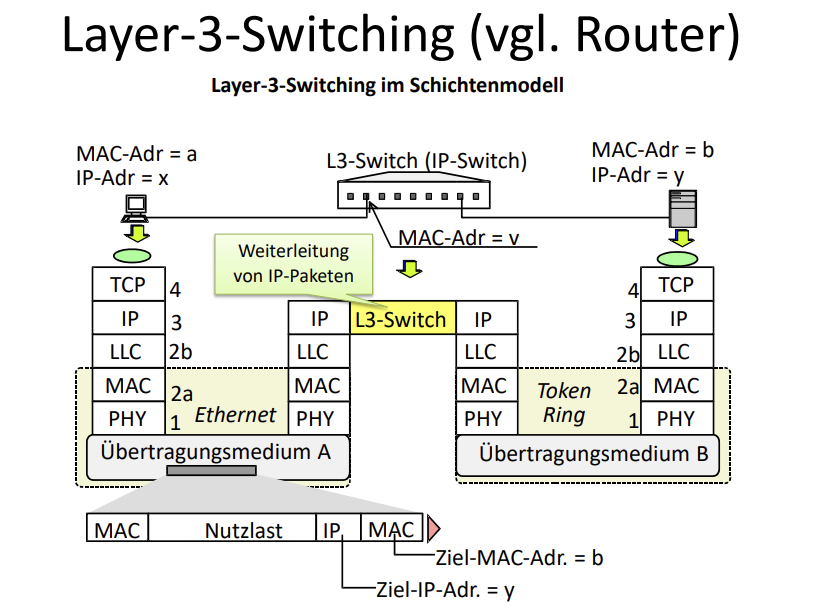 Layer-3-Switching (vgl. Router)
Layer-3-Switching im Schichtenmodell
MAC-Adr = a
IP-Adr = x
L3-Switch (IP-Switch)
MAC-Adr = b
IP-Adr = y
MAC-Adr = v
Weiterleitung
von IP-Paketen
TCP 4
4 TCP
IP 3
IP L3-Switch IP
3 IP
LLC 2b
LLC
LLC
2b LLC
MAC 2a
MAC
MAC
2a MAC
Ethernet
Token
Ring
PHY 1
PHY
PHY
1 PHY
Übertragungsmedium A
Übertragungsmedium B
MAC Nutzlast IP MAC
Ziel-MAC-Adr. = b
Ziel-IP-Adr. = y